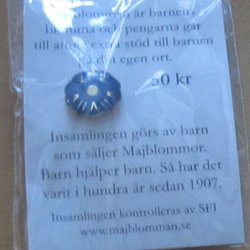 Majblomman är barnens
blomma och pengarna går
till att ge extra stöd till barnen
på din egen ort.
50 kr
Insamlingen görs av barn
som säljer Majblommor.
Barn hjälper barn. Så har det
varit i hundra år sedan 1907.
Insamlingen kontrolleras av SFI
www.majblomman.se